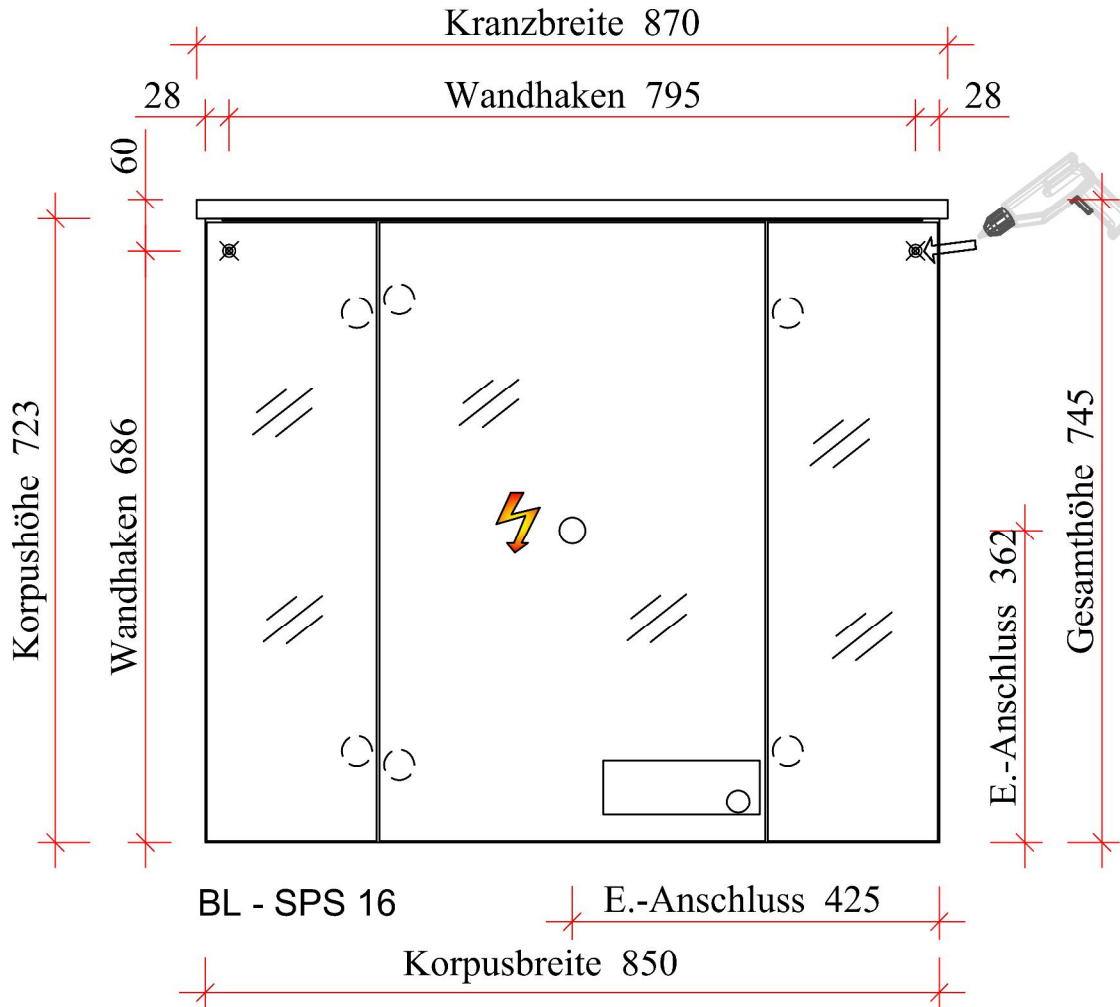 Kranzbreite 870
28
Wandhaken 795
28
60
Korpushöhe 723
Wandhaken 686
E.-Anschluss 362
Gesamthöhe 745
BL - SPS 16
E.-Anschluss 425
Korpusbreite 850